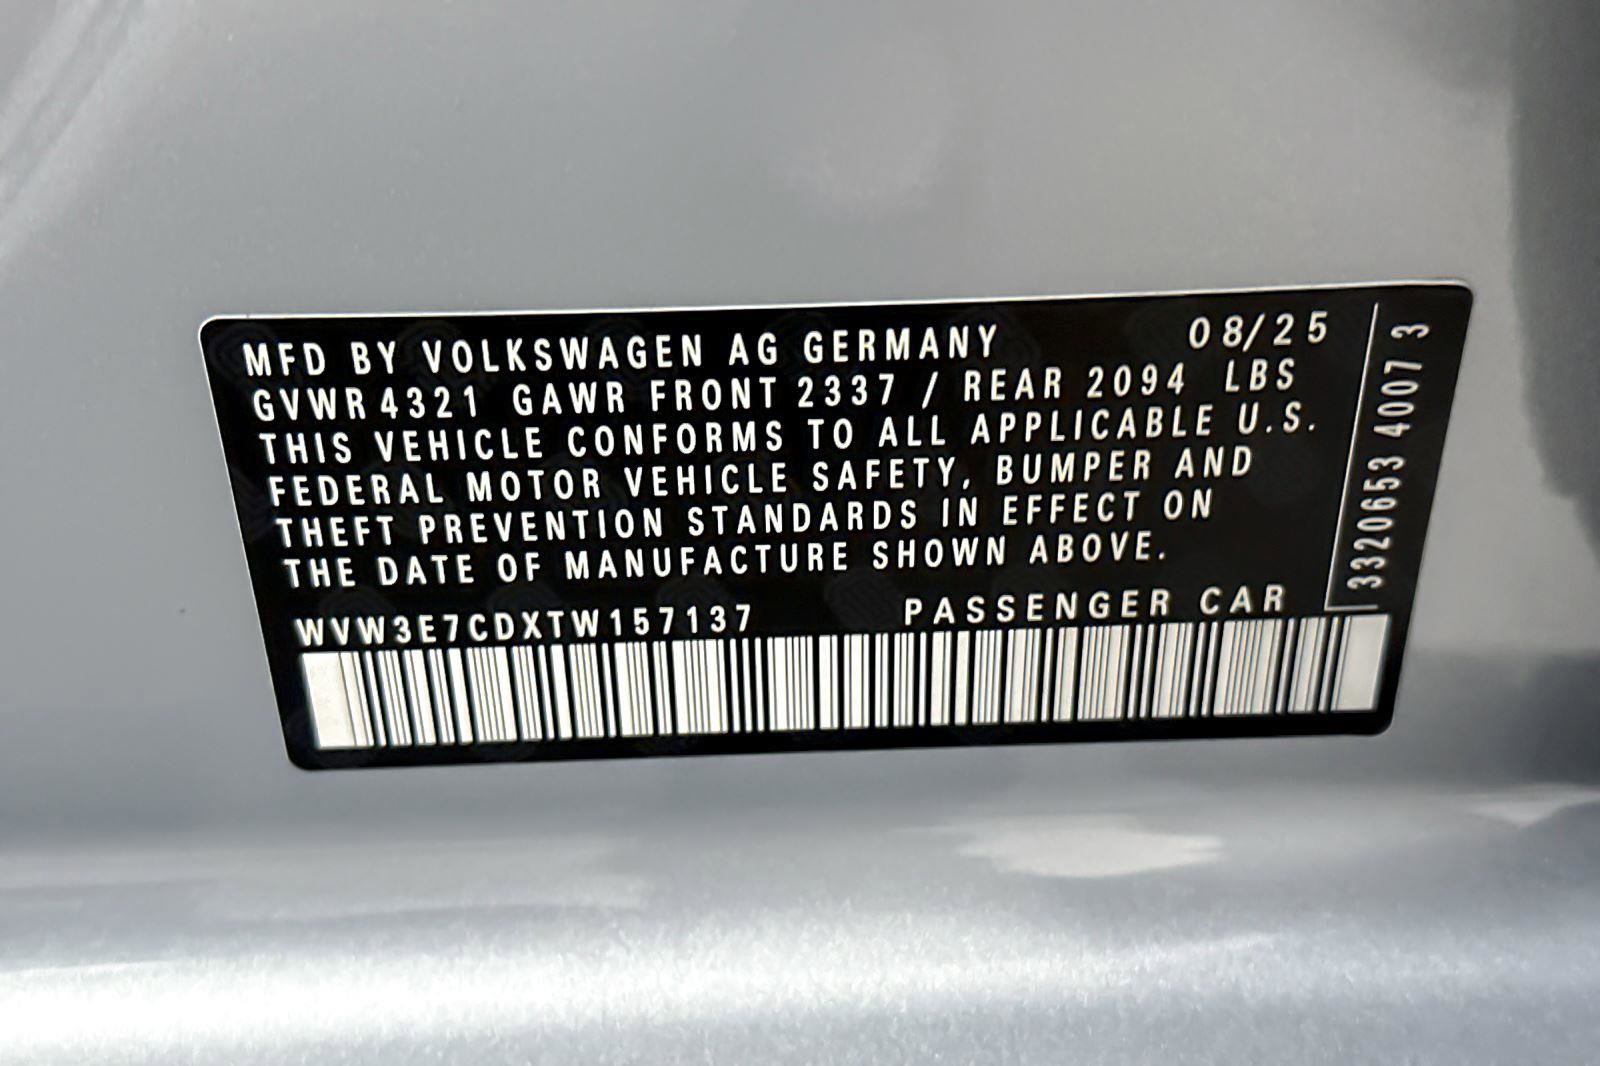 MFD BY VOLKSWAGEN AG GERMANY 08/25
GVWR 4321 GAWR FRONT 2337 / REAR 2094 LBS
THIS VEHICLE CONFORMS TO ALL APPLICABLE U.S.
FEDERAL MOTOR VEHICLE SAFETY, BUMPER AND
THEFT PREVENTION STANDARDS IN EFFECT ON
THE DATE OF MANUFACTURE SHOWN ABOVE.
WVW3E7CDXTW157137 PASSENGER CAR
3320653 4007 3